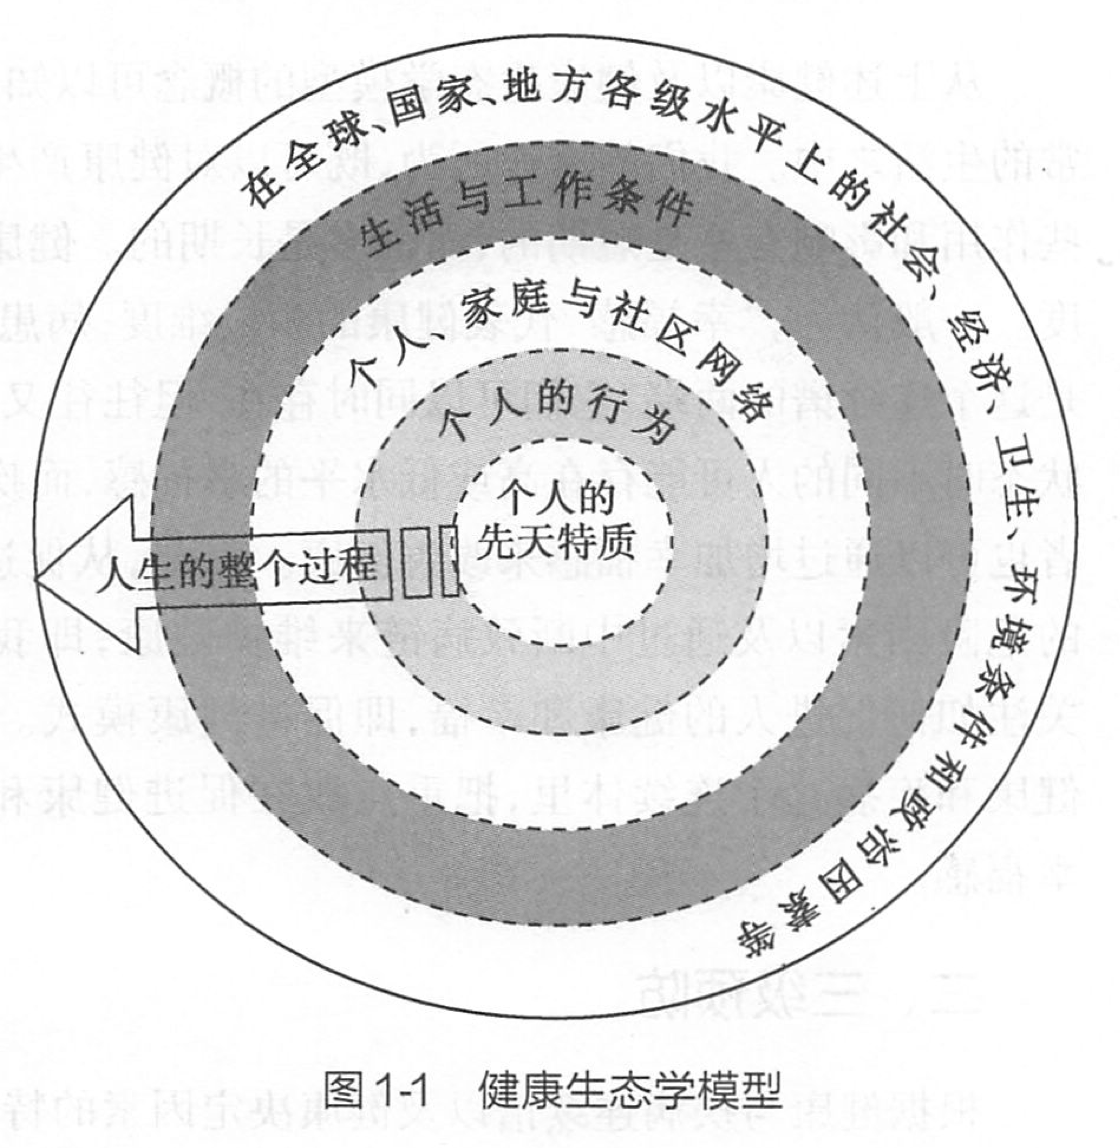 在全球、国家、地方各级水平上的社会、经济、卫生、环境条件和政治因素等
生活与工作条件
个人、家庭与社区网络
个人的行为
个人的
先天特质
人生的整个过程
图1-1 健康生态学模型